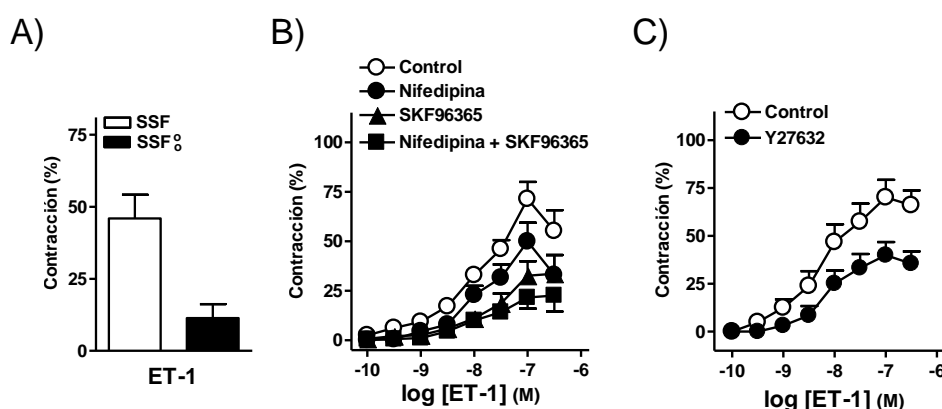 A)
SSF
SSF°°
Contracción (%)
75
50
25
0
ET-1
B)
Control
Nifedipina
SKF96365
Nifedipina + SKF96365
Contracción (%)
100
75
50
25
0
-10 -9 -8 -7 -6
log [ET-1] (M)
C)
Control
Y27632
Contracción (%)
100
75
50
25
0
-10 -9 -8 -7 -6
log [ET-1] (M)